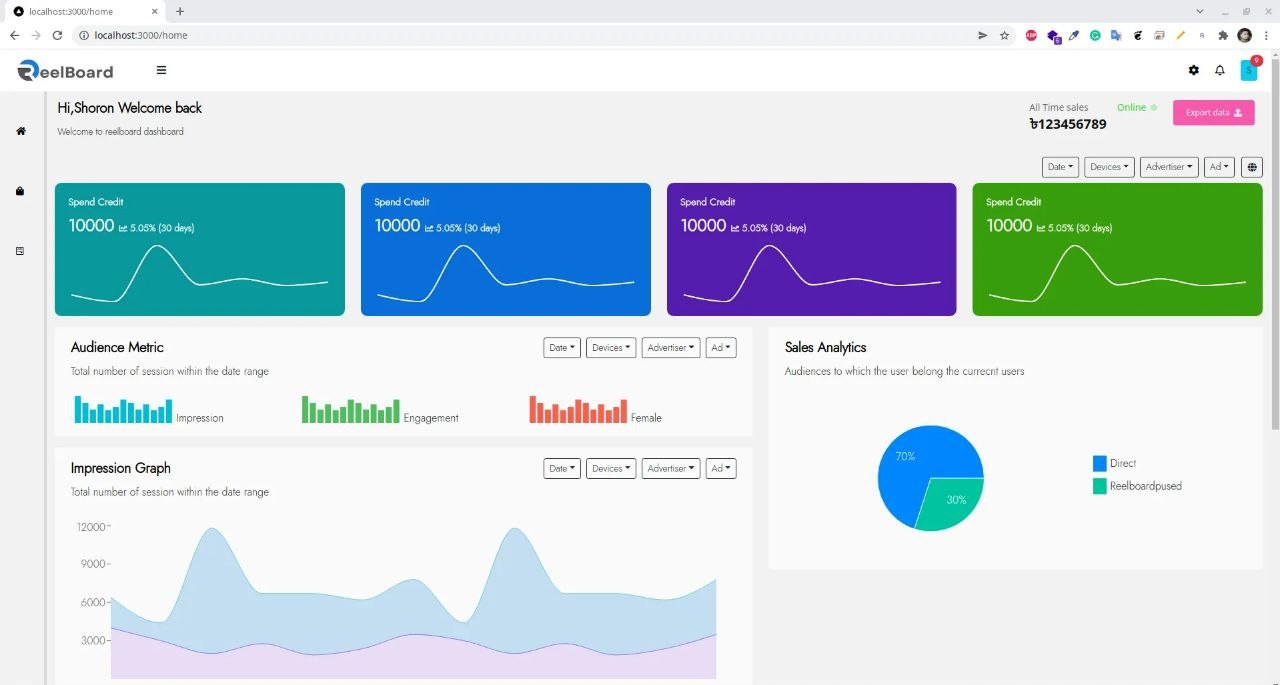 localhost:3000/home
localhost:3000/home
ABP
ReelBoard
9
S
Hi,Shoron Welcome back
Welcome to reelboard dashboard
All Time sales
Online
৳123456789
Export data
Date
Devices
Advertiser
Ad
Spend Credit
10000 5.05% (30 days)
Spend Credit
10000 5.05% (30 days)
Spend Credit
10000 5.05% (30 days)
Spend Credit
10000 5.05% (30 days)
Audience Metric
Date
Devices
Advertiser
Ad
Total number of session within the date range
Impression
Engagement
Female
Sales Analytics
Audiences to which the user belong the currecnt users
70%
30%
Direct
Reelboardpused
Impression Graph
Date
Devices
Advertiser
Ad
Total number of session within the date range
12000
9000
6000
3000